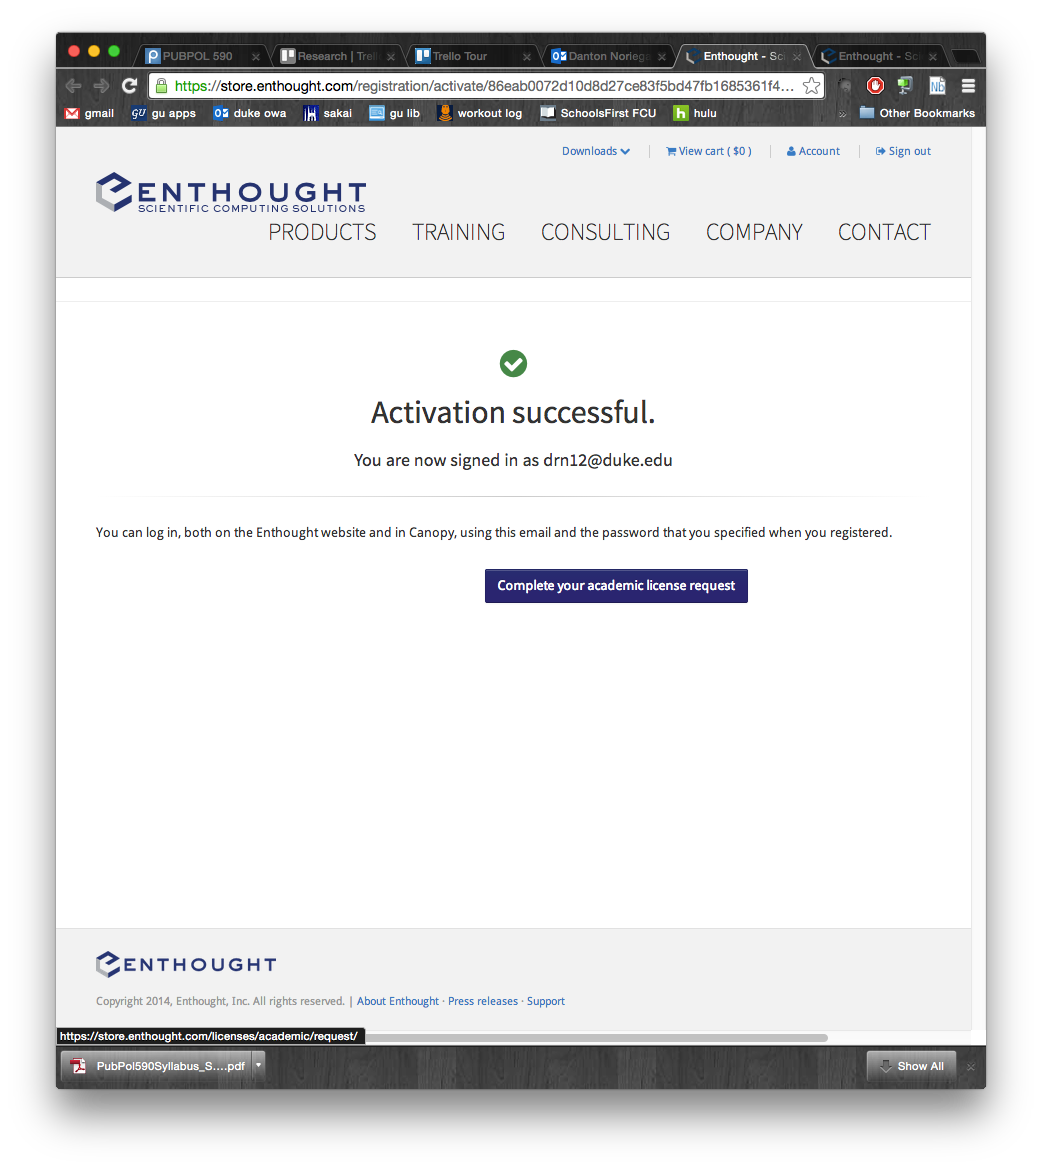 PUBPOL 590
Research | Trell
Trello Tour
Danton Noriega
Enthought - Sci
Enthought - Sci
https://store.enthought.com/registration/activate/86eab0072d10d8d27ce83f5bd47fb1685361f4...
Nb
gmail
GU gu apps
duke owa
sakai
gu lib
workout log
SchoolsFirst FCU
h hulu
»
Other Bookmarks
Downloads
View cart ( $0 )
Account
Sign out
ENTHOUGHT
SCIENTIFIC COMPUTING SOLUTIONS
PRODUCTS TRAINING CONSULTING COMPANY CONTACT
Activation successful.
You are now signed in as drn12@duke.edu
You can log in, both on the Enthought website and in Canopy, using this email and the password that you specified when you registered.
Complete your academic license request
ENTHOUGHT
Copyright 2014, Enthought, Inc. All rights reserved. | About Enthought · Press releases · Support
https://store.enthought.com/licenses/academic/request/
PubPol590Syllabus_S....pdf
Show All